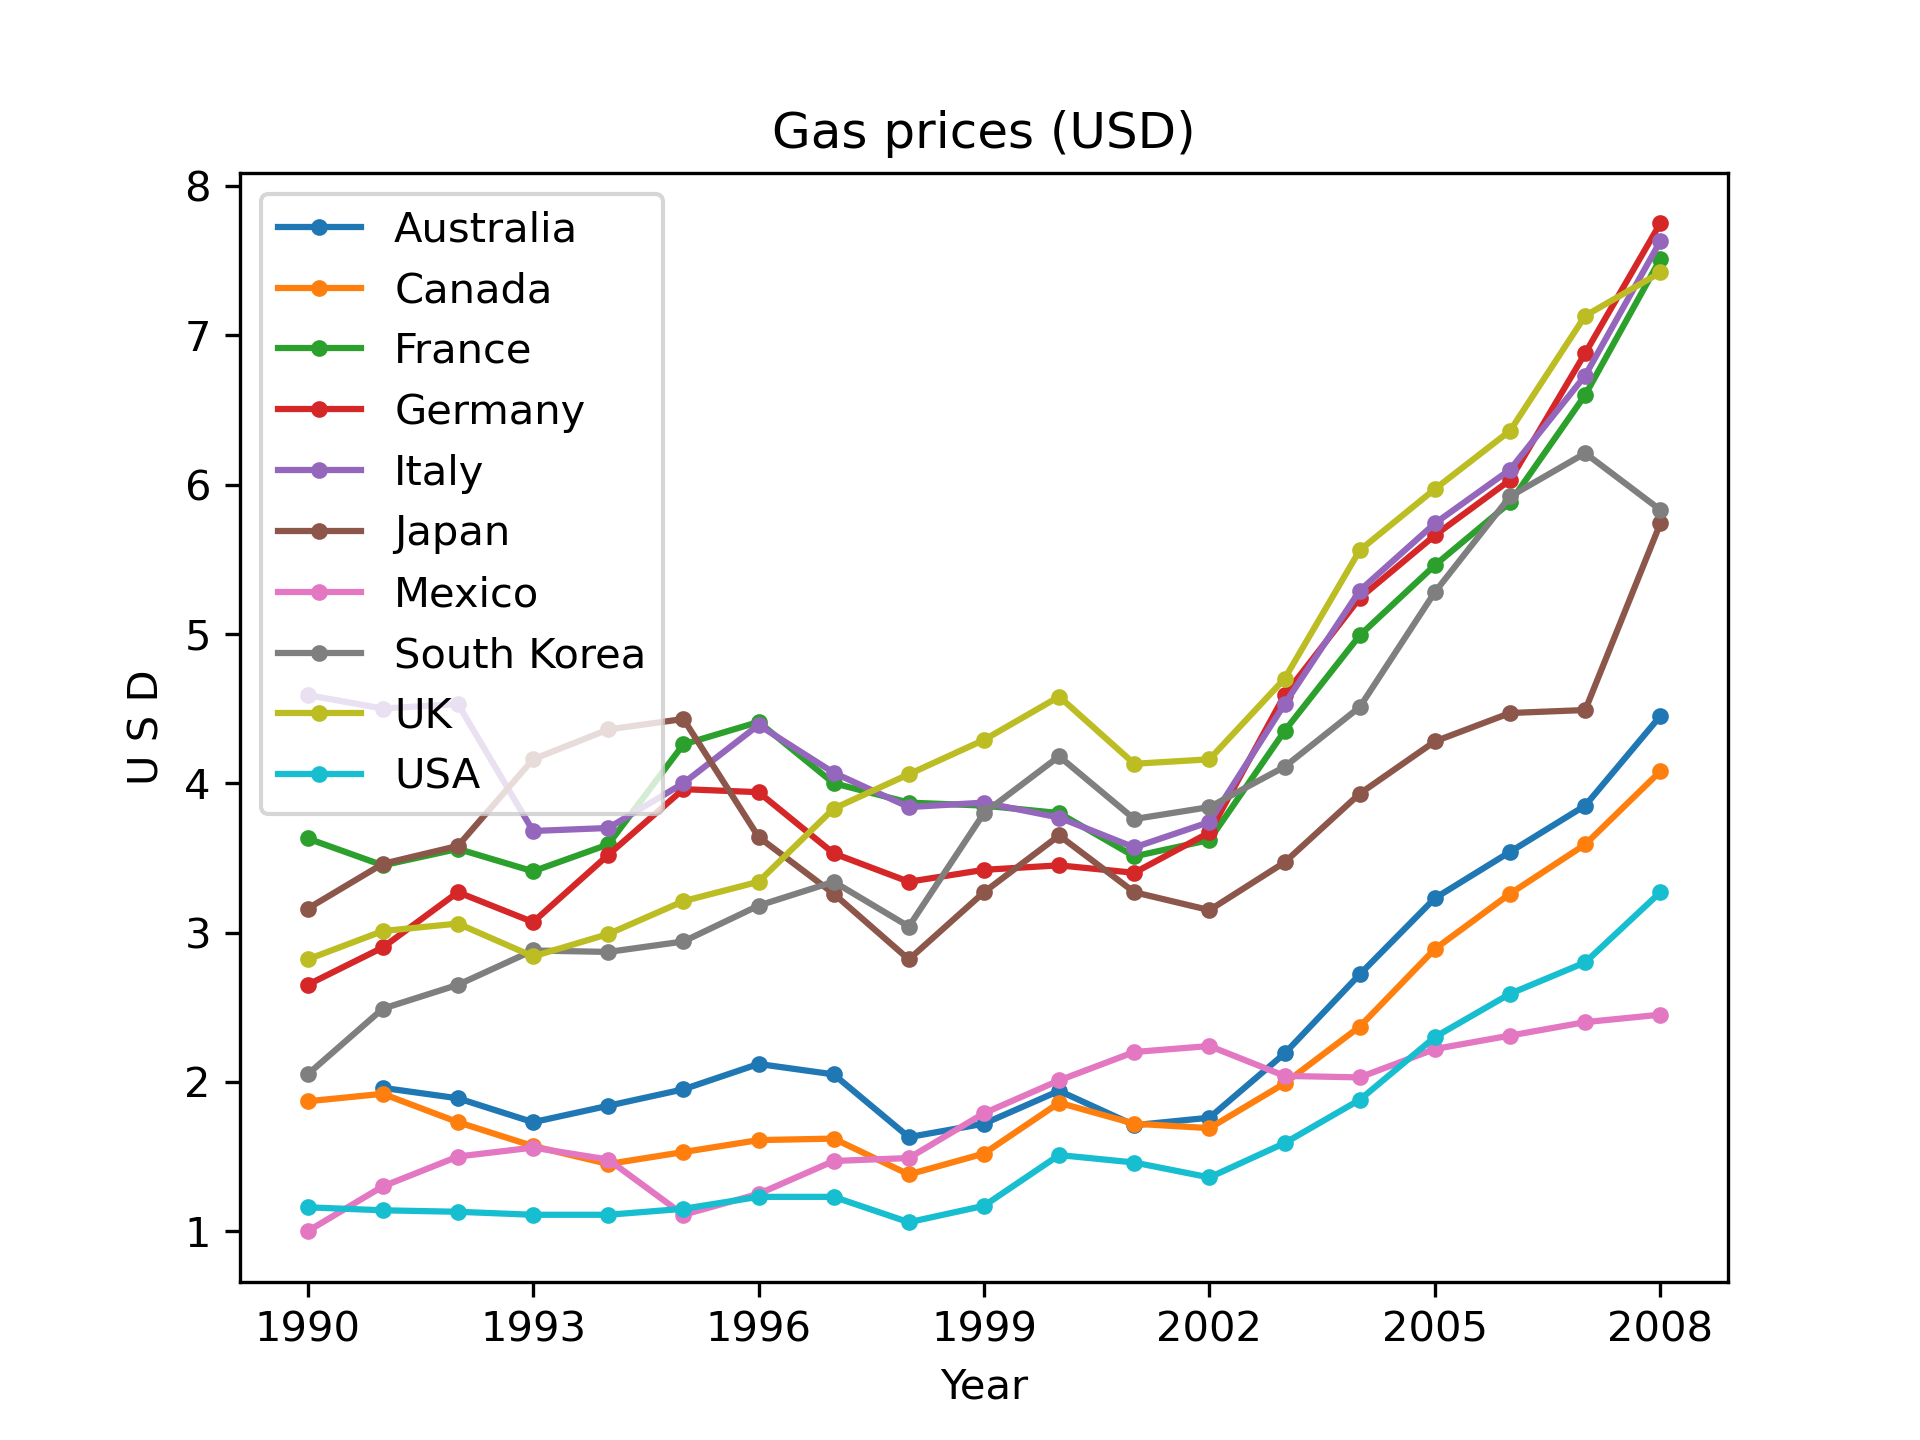 Gas prices (USD)
8
7
6
5
4
3
2
1
U S D
Australia
Canada
France
Germany
Italy
Japan
Mexico
South Korea
UK
USA
1990 1993 1996 1999 2002 2005 2008
Year